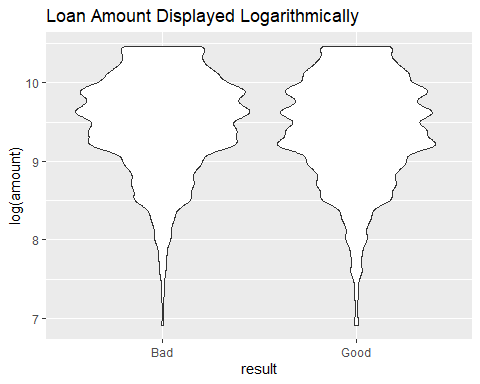 Loan Amount Displayed Logarithmically
log(amount)
10
9
8
7
Bad
Good
result